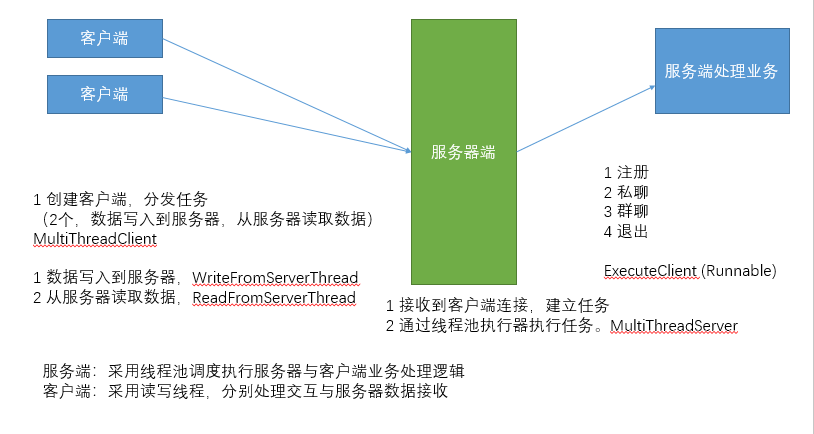 客户端
客户端
服务器端
服务端处理业务
1 创建客户端，分发任务
（2个，数据写入到服务器，从服务器读取数据）
MultiThreadClient
1 数据写入到服务器，WriteFromServerThread
2 从服务器读取数据，ReadFromServerThread
1 注册
2 私聊
3 群聊
4 退出
ExecuteClient (Runnable)
1 接收到客户端连接，建立任务
2 通过线程池执行器执行任务。MultiThreadServer
服务端：采用线程池调度执行服务器与客户端业务处理逻辑
客户端：采用读写线程，分别处理交互与服务器数据接收